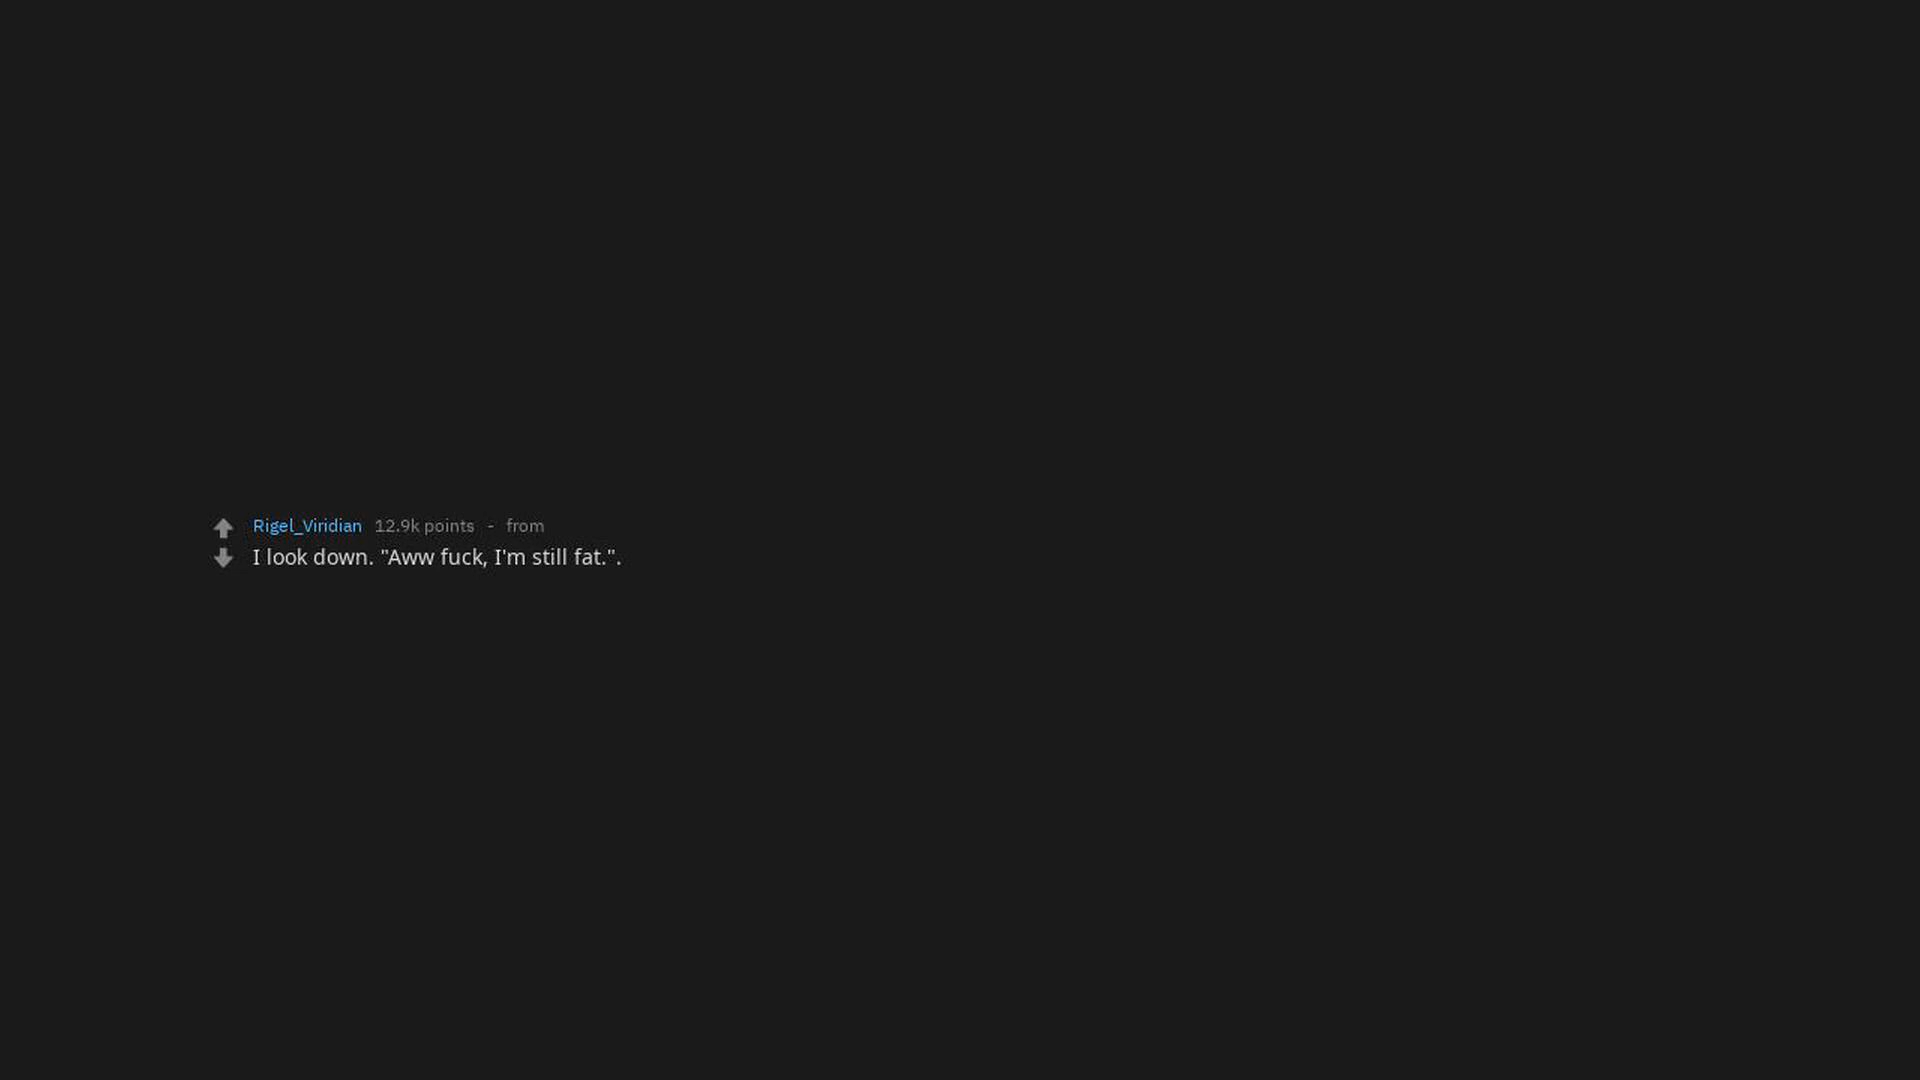 Rigel_Viridian 12.9k points - from
I look down. "Aww fuck, I'm still fat.".